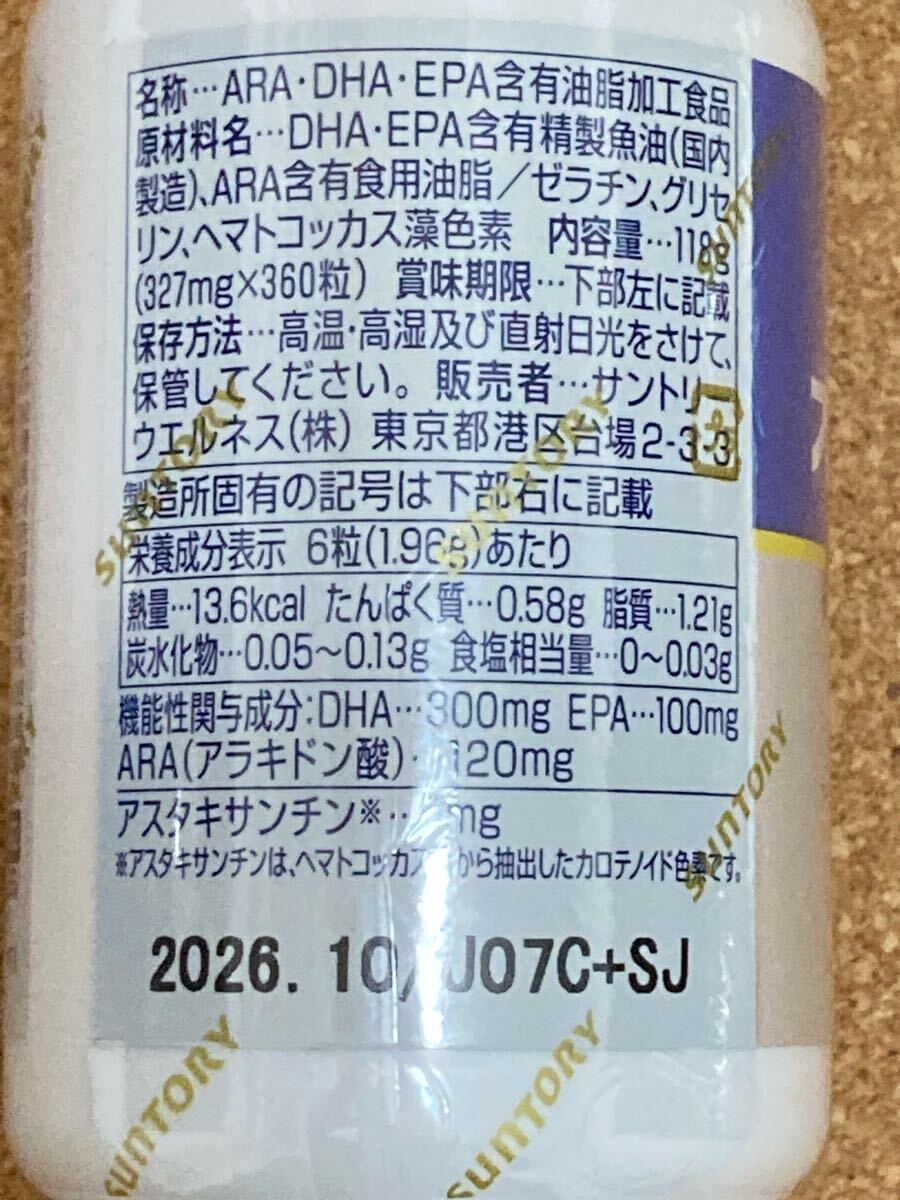 名称…ARA・DHA・EPA含有油脂加工食品
原材料名…DHA・EPA含有精製魚油(国内
製造)、ARA含有食用油脂／ゼラチン、グリセ
リン、ヘマトコッカス藻色素 内容量…118g
(327mg×360粒) 賞味期限…下部左に記載
保存方法…高温・高湿及び直射日光をさけて、
保管してください。 販売者…サントリー
ウエルネス(株) 東京都港区台場2-3-3
製造所固有の記号は下部右に記載
栄養成分表示 6粒(1.96g)あたり
熱量…13.6kcal たんぱく質…0.58g 脂質…1.21g
炭水化物…0.05～0.13g 食塩相当量…0～0.03g
機能性関与成分:DHA…300mg EPA…100mg
ARA(アラキドン酸)…120mg
アスタキサンチン※… mg
※アスタキサンチンは、ヘマトコッカス から抽出したカロテノイド色素です。
2026.10/J07C+SJ
SUNTORY
SUNTORY
SUNTORY
SUNTORY
SUNTORY
SUNTORY
SUNTORY